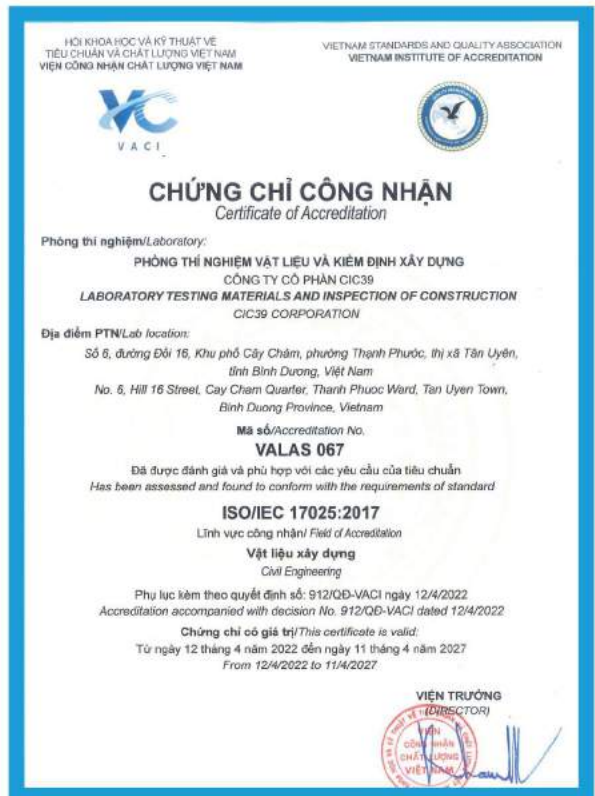 HỘI KHOA HỌC VÀ KỸ THUẬT VỀ
TIÊU CHUẨN VÀ CHẤT LƯỢNG VIỆT NAM
VIỆN CÔNG NHẬN CHẤT LƯỢNG VIỆT NAM
VIETNAM STANDARDS AND QUALITY ASSOCIATION
VIETNAM INSTITUTE OF ACCREDITATION
VC
VACI
CHỨNG CHỈ CÔNG NHẬN
Certificate of Accreditation
Phòng thí nghiệm/Laboratory:
PHÒNG THÍ NGHIỆM VẬT LIỆU VÀ KIỂM ĐỊNH XÂY DỰNG
CÔNG TY CỔ PHẦN CIC39
LABORATORY TESTING MATERIALS AND INSPECTION OF CONSTRUCTION
CIC39 CORPORATION
Địa điểm PTN/Lab location:
Số 6, đường Đồi 16, Khu phố Cây Chàm, phường Thạnh Phước, thị xã Tân Uyên,
tỉnh Bình Dương, Việt Nam
No. 6, Hill 16 Street, Cay Cham Quarter, Thanh Phuoc Ward, Tan Uyen Town,
Binh Duong Province, Vietnam
Mã số/Accreditation No.
VALAS 067
Đã được đánh giá và phù hợp với các yêu cầu của tiêu chuẩn
Has been assessed and found to conform with the requirements of standard
ISO/IEC 17025:2017
Lĩnh vực công nhận/ Field of Accreditation
Vật liệu xây dựng
Civil Engineering
Phụ lục kèm theo quyết định số: 912/QĐ-VACI ngày 12/4/2022
Accreditation accompanied with decision No. 912/QĐ-VACI dated 12/4/2022
Chứng chỉ có giá trị/This certificate is valid:
Từ ngày 12 tháng 4 năm 2022 đến ngày 11 tháng 4 năm 2027
From 12/4/2022 to 11/4/2027
VIỆN TRƯỞNG
(DIRECTOR)
VIỆN
CÔNG NHẬN
CHẤT LƯỢNG
VIỆT NAM